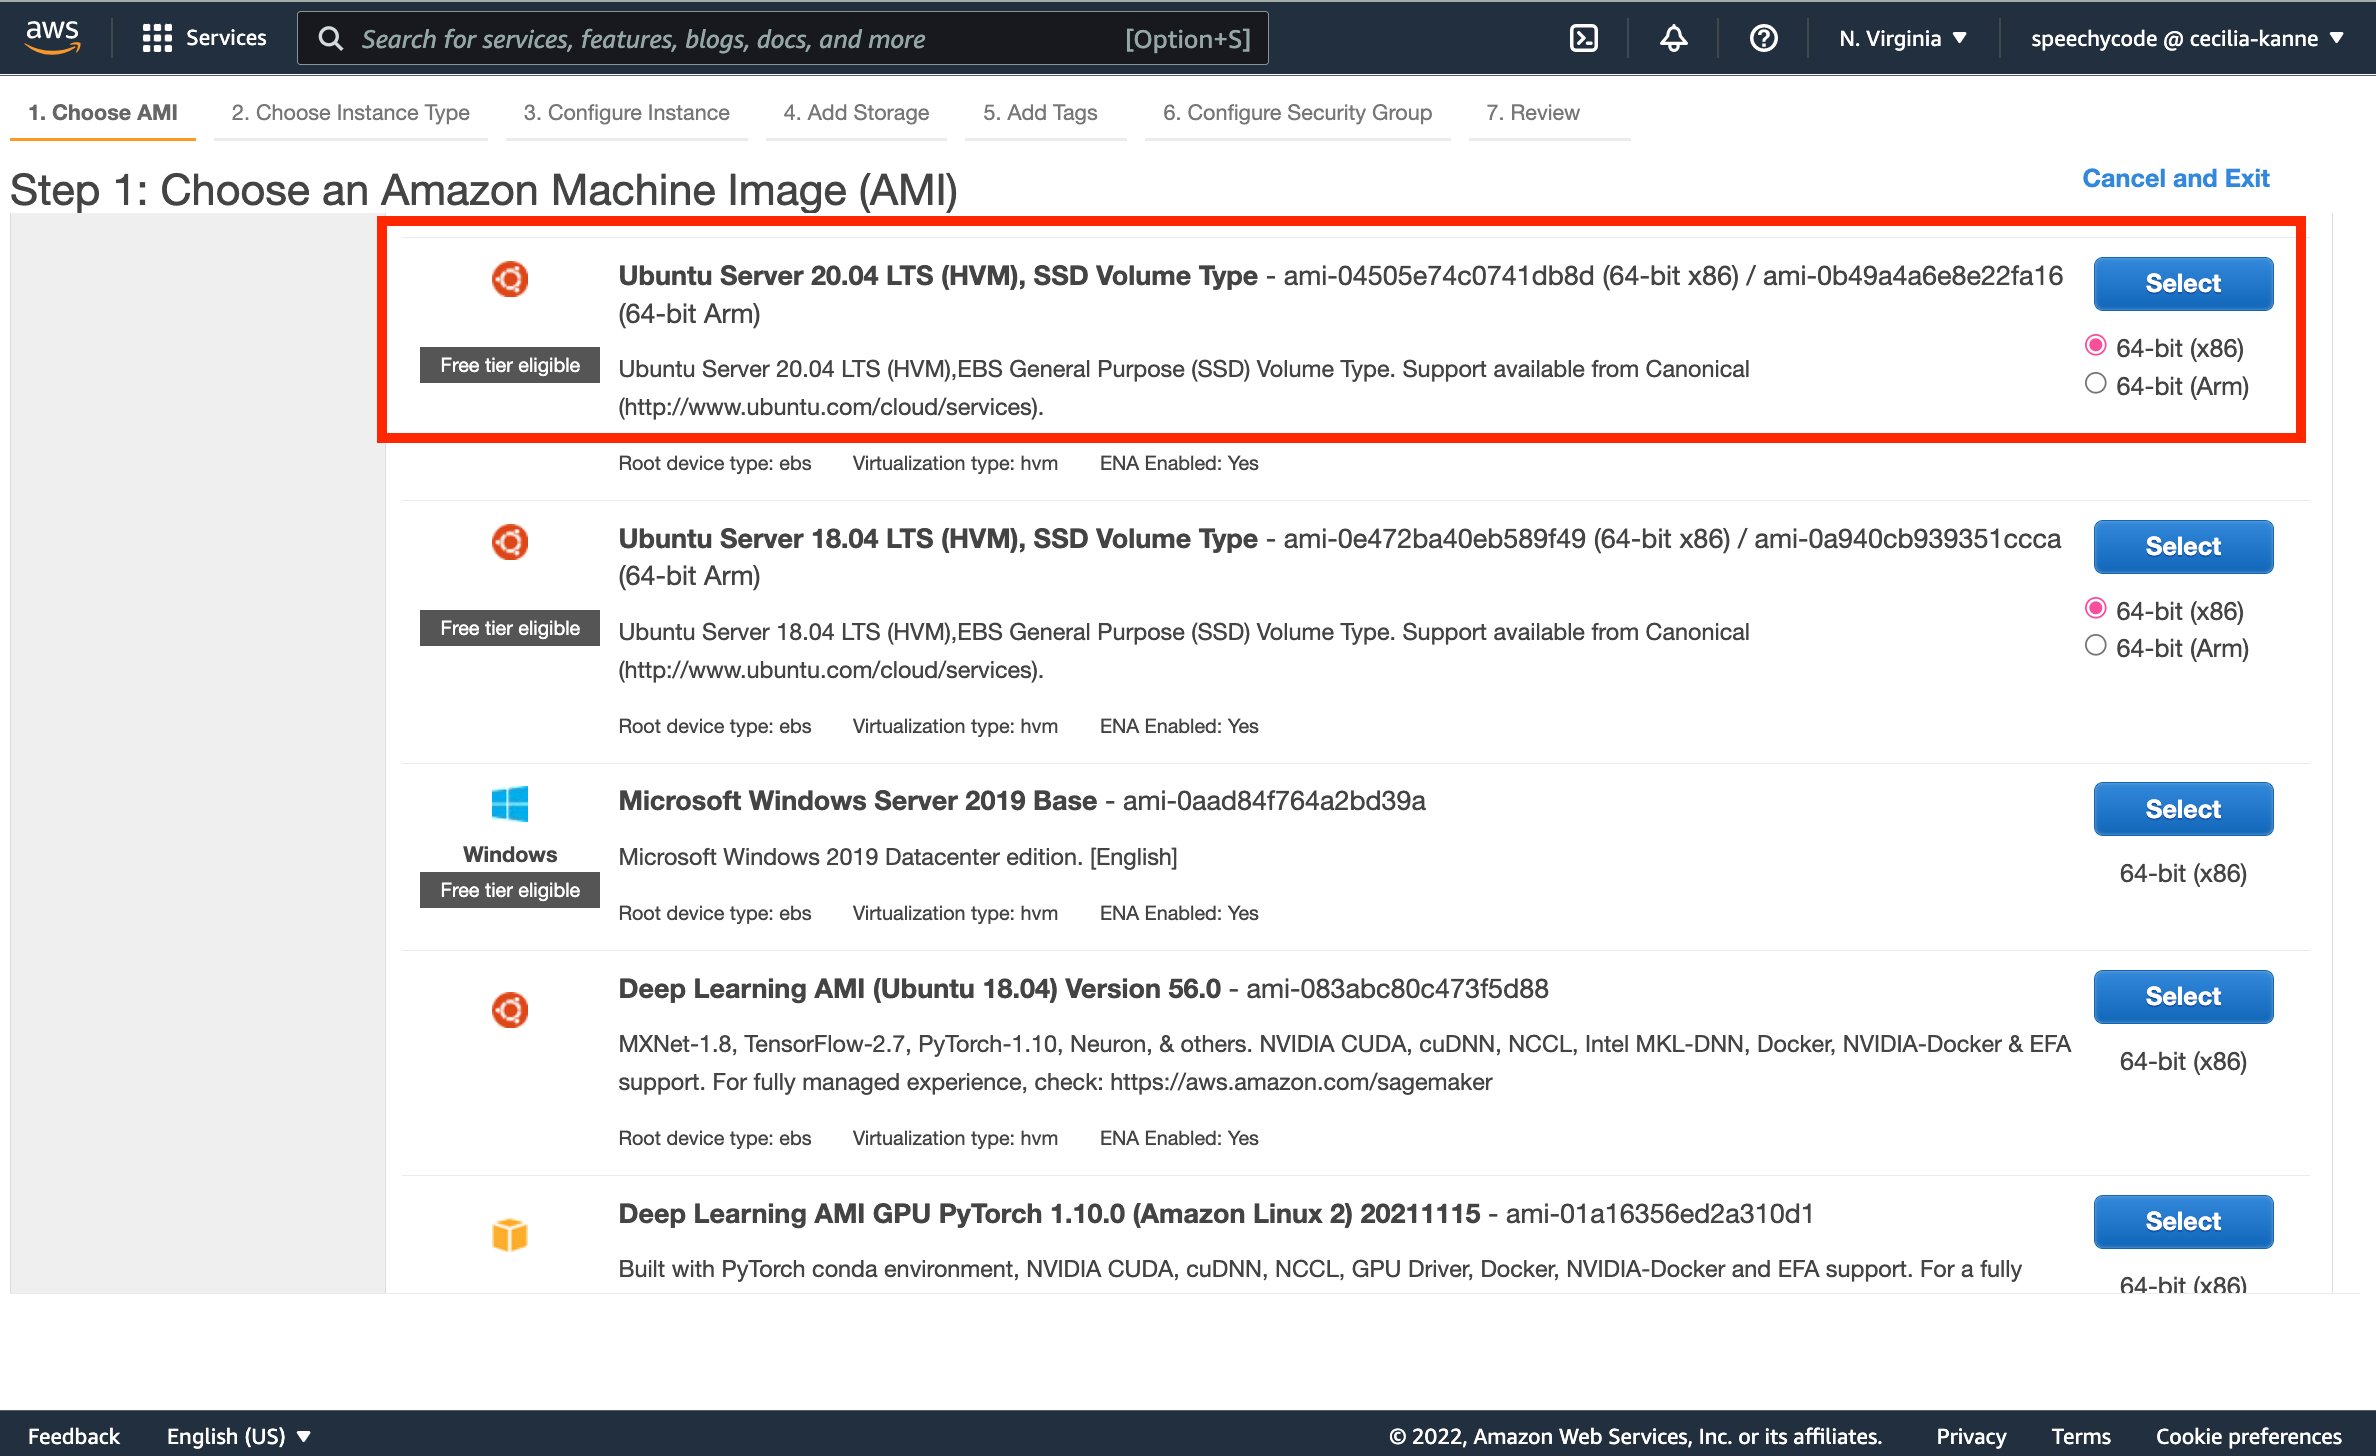 aws Services Search for services, features, blogs, docs, and more [Option+S] N. Virginia ▼ speechycode @ cecilia-kanne ▼
1. Choose AMI 2. Choose Instance Type 3. Configure Instance 4. Add Storage 5. Add Tags 6. Configure Security Group 7. Review
Step 1: Choose an Amazon Machine Image (AMI)
Cancel and Exit
Ubuntu Server 20.04 LTS (HVM), SSD Volume Type - ami-04505e74c0741db8d (64-bit x86) / ami-0b49a4a6e8e22fa16
(64-bit Arm)
Select
Free tier eligible
Ubuntu Server 20.04 LTS (HVM),EBS General Purpose (SSD) Volume Type. Support available from Canonical
(http://www.ubuntu.com/cloud/services).
64-bit (x86)
64-bit (Arm)
Root device type: ebs Virtualization type: hvm ENA Enabled: Yes
Ubuntu Server 18.04 LTS (HVM), SSD Volume Type - ami-0e472ba40eb589f49 (64-bit x86) / ami-0a940cb939351ccca
(64-bit Arm)
Select
Free tier eligible
Ubuntu Server 18.04 LTS (HVM),EBS General Purpose (SSD) Volume Type. Support available from Canonical
(http://www.ubuntu.com/cloud/services).
64-bit (x86)
64-bit (Arm)
Root device type: ebs Virtualization type: hvm ENA Enabled: Yes
Microsoft Windows Server 2019 Base - ami-0aad84f764a2bd39a
Select
Windows
Free tier eligible
Microsoft Windows 2019 Datacenter edition. [English]
64-bit (x86)
Root device type: ebs Virtualization type: hvm ENA Enabled: Yes
Deep Learning AMI (Ubuntu 18.04) Version 56.0 - ami-083abc80c473f5d88
Select
MXNet-1.8, TensorFlow-2.7, PyTorch-1.10, Neuron, & others. NVIDIA CUDA, cuDNN, NCCL, Intel MKL-DNN, Docker, NVIDIA-Docker & EFA
support. For fully managed experience, check: https://aws.amazon.com/sagemaker
64-bit (x86)
Root device type: ebs Virtualization type: hvm ENA Enabled: Yes
Deep Learning AMI GPU PyTorch 1.10.0 (Amazon Linux 2) 20211115 - ami-01a16356ed2a310d1
Select
Built with PyTorch conda environment, NVIDIA CUDA, cuDNN, NCCL, GPU Driver, Docker, NVIDIA-Docker and EFA support. For a fully
64-bit (x86)
Feedback English (US) ▼ © 2022, Amazon Web Services, Inc. or its affiliates. Privacy Terms Cookie preferences